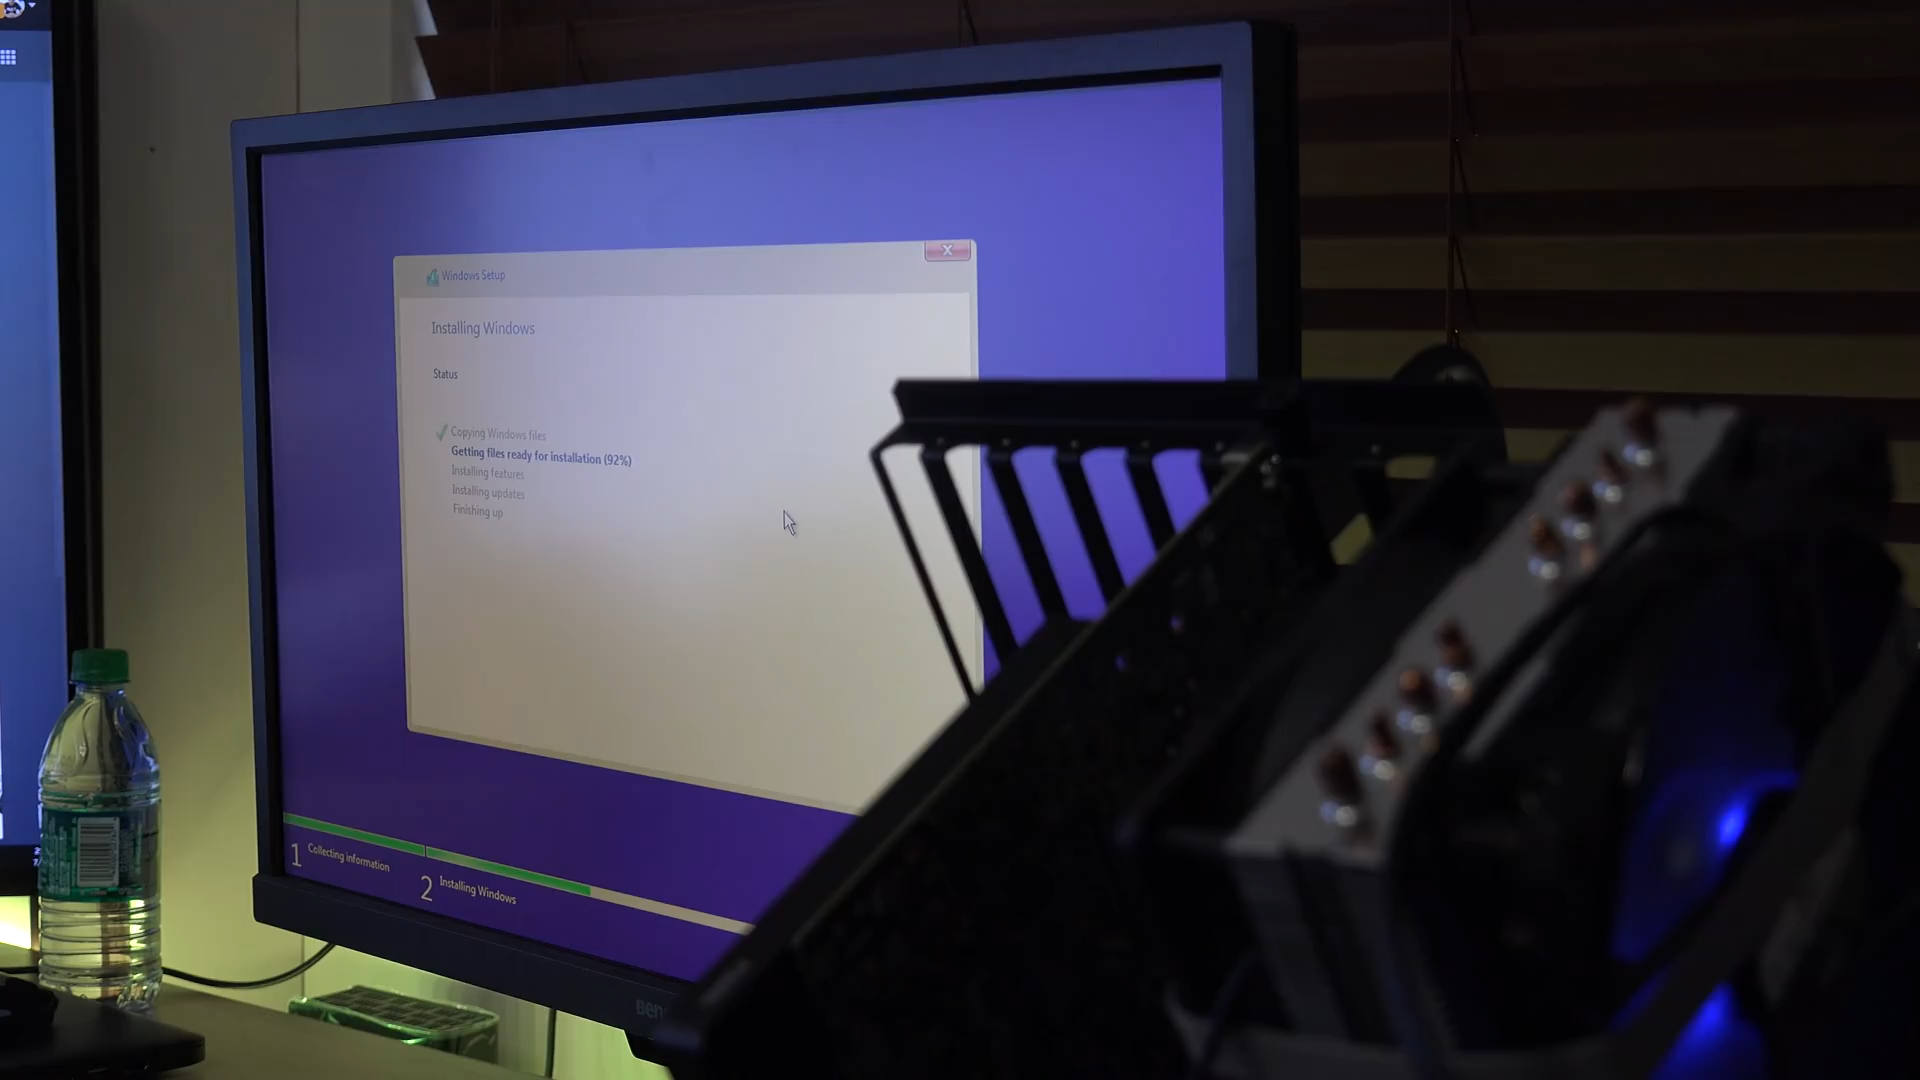 Windows Setup
Installing Windows
Status
Copying Windows files
Getting files ready for installation (92%)
Installing features
Installing updates
Finishing up
1 Collecting information
2 Installing Windows
Ben